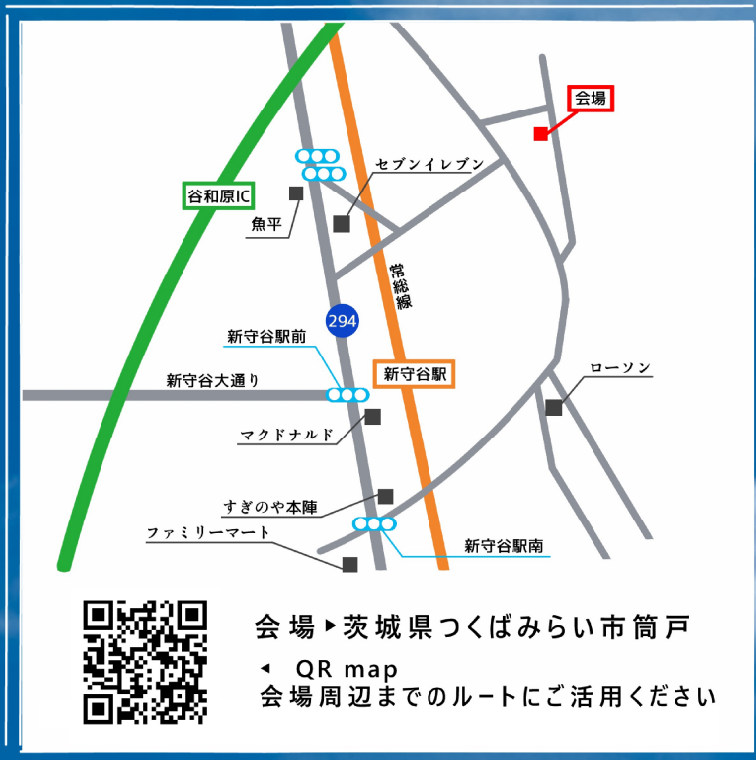 会場
セブンイレブン
谷和原IC
魚平
常総線
294
新守谷駅前
新守谷駅
ローソン
新守谷大通り
マクドナルド
すぎのや本陣
ファミリーマート
新守谷駅南
会場▶茨城県つくばみらい市筒戸
◀ QR map
会場周辺までのルートにご活用ください